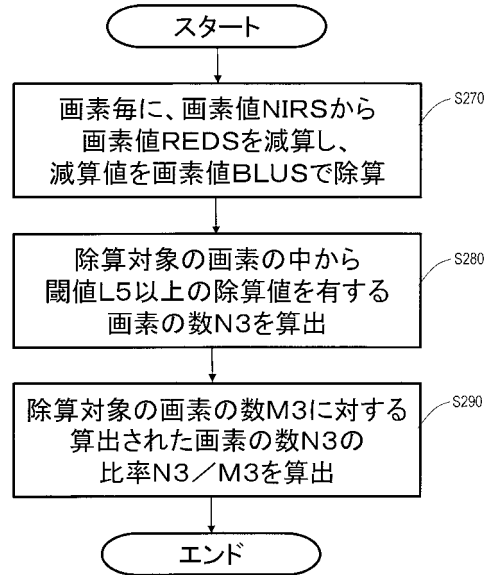 スタート
画素毎に、画素値NIRSから
画素値REDSを減算し、
減算値を画素値BLUSで除算
S270
除算対象の画素の中から
閾値L5以上の除算値を有する
画素の数N3を算出
S280
除算対象の画素の数M3に対する
算出された画素の数N3の
比率N3／M3を算出
S290
エンド